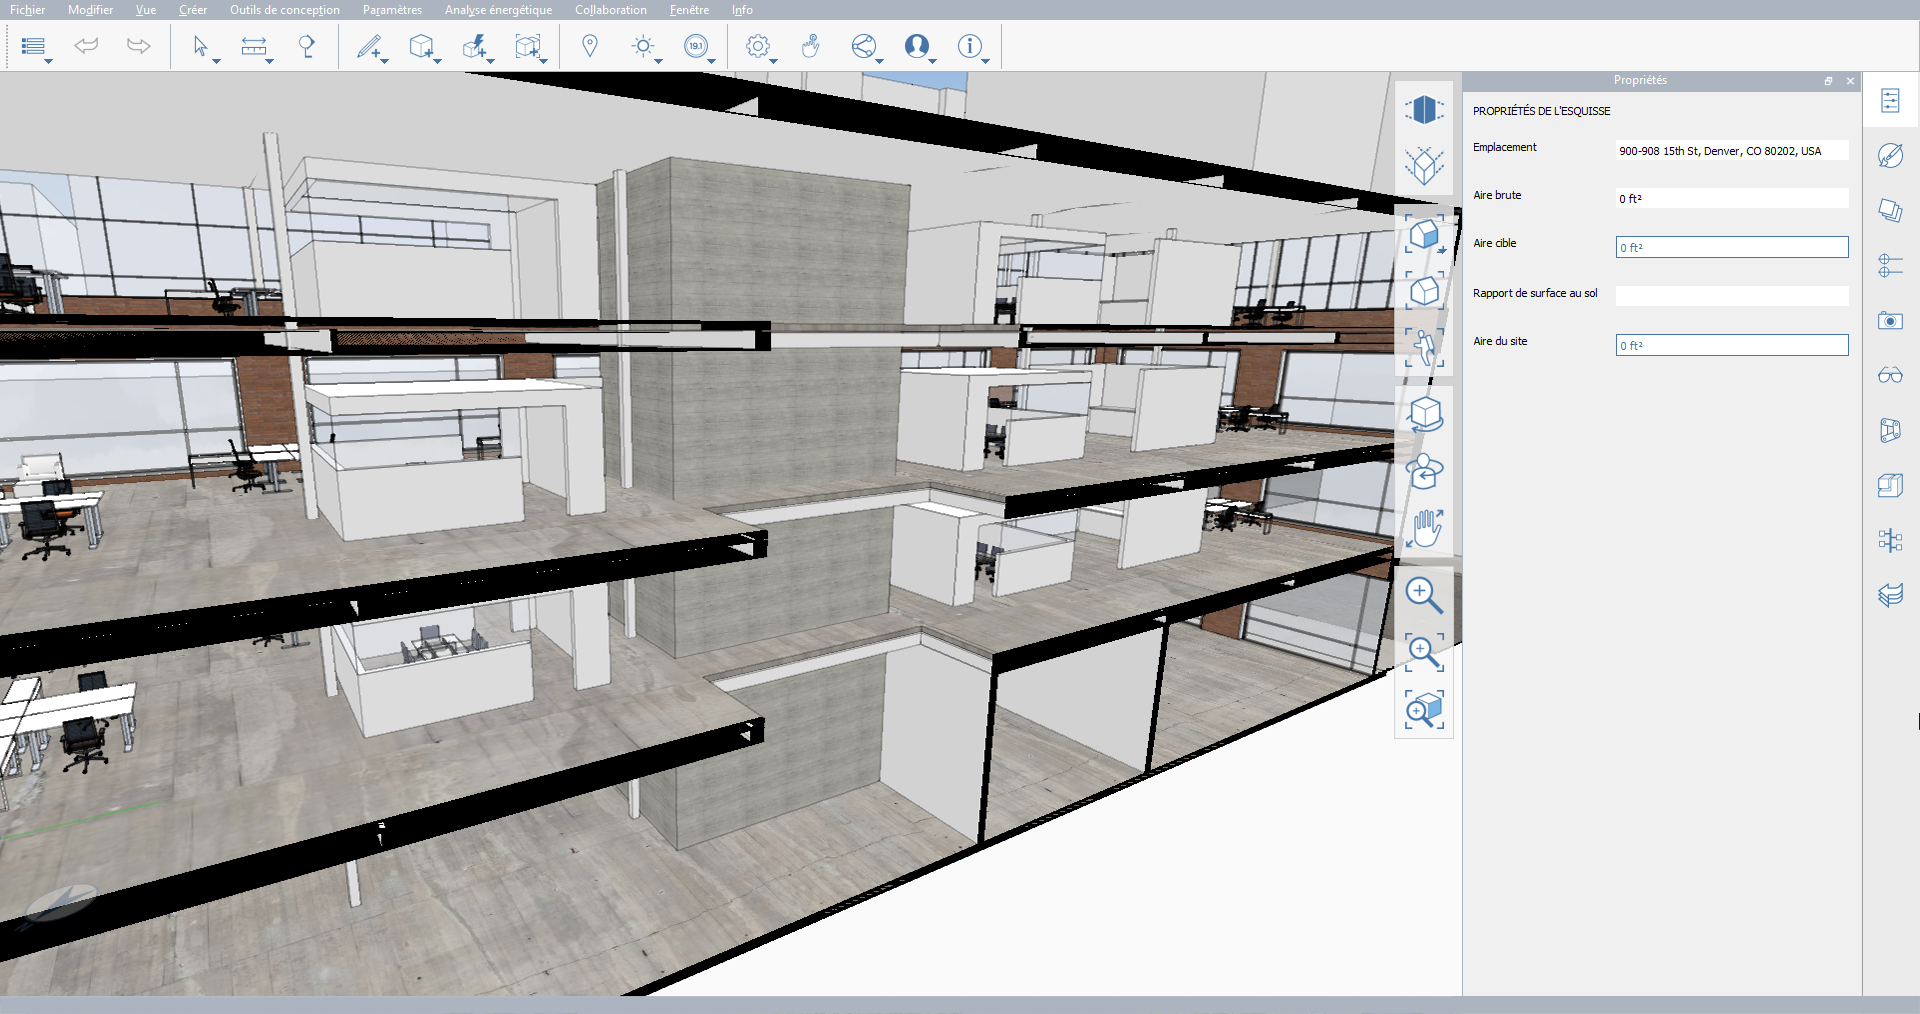 Fichier Modifier Vue Créer Outils de conception Paramètres Analyse énergétique Collaboration Fenêtre Info
19.1
Propriétés
PROPRIÉTÉS DE L'ESQUISSE
Emplacement 900-908 15th St, Denver, CO 80202, USA
Aire brute 0 ft²
Aire cible 0 ft²
Rapport de surface au sol
Aire du site 0 ft²